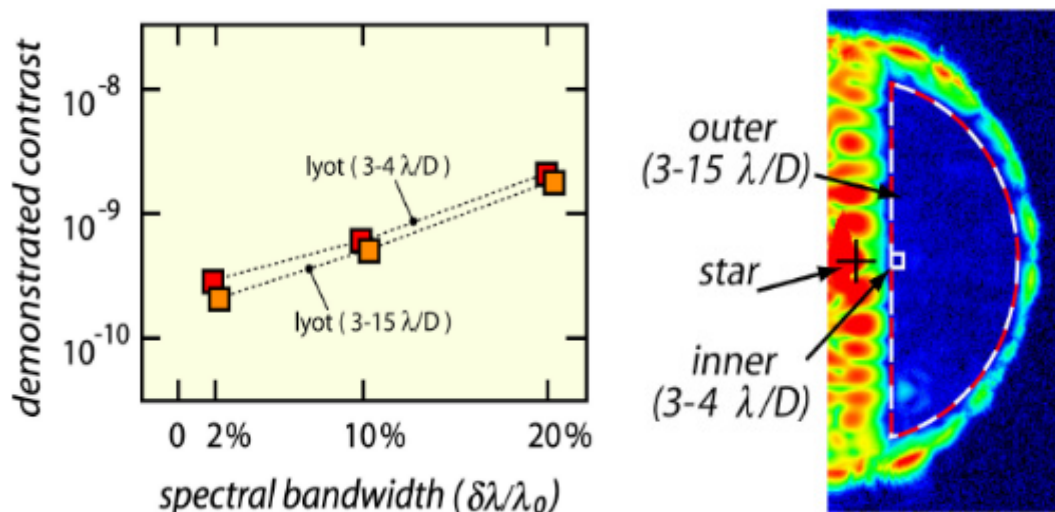 demonstrated contrast
10-8
10-9
10-10
lyot (3-4 λ/D)
lyot (3-15 λ/D)
0 2% 10% 20%
spectral bandwidth (δλ/λ0)
outer
(3-15 λ/D)
star
inner
(3-4 λ/D)